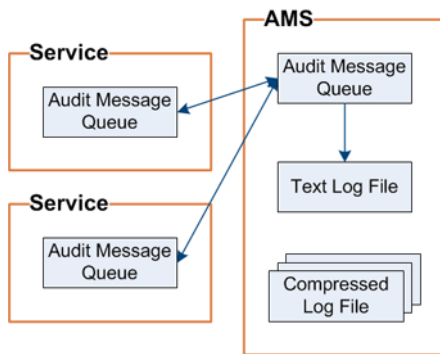 AMS
Service
Audit Message
Queue
Audit Message
Queue
Text Log File
Service
Audit Message
Queue
Compressed
Log File